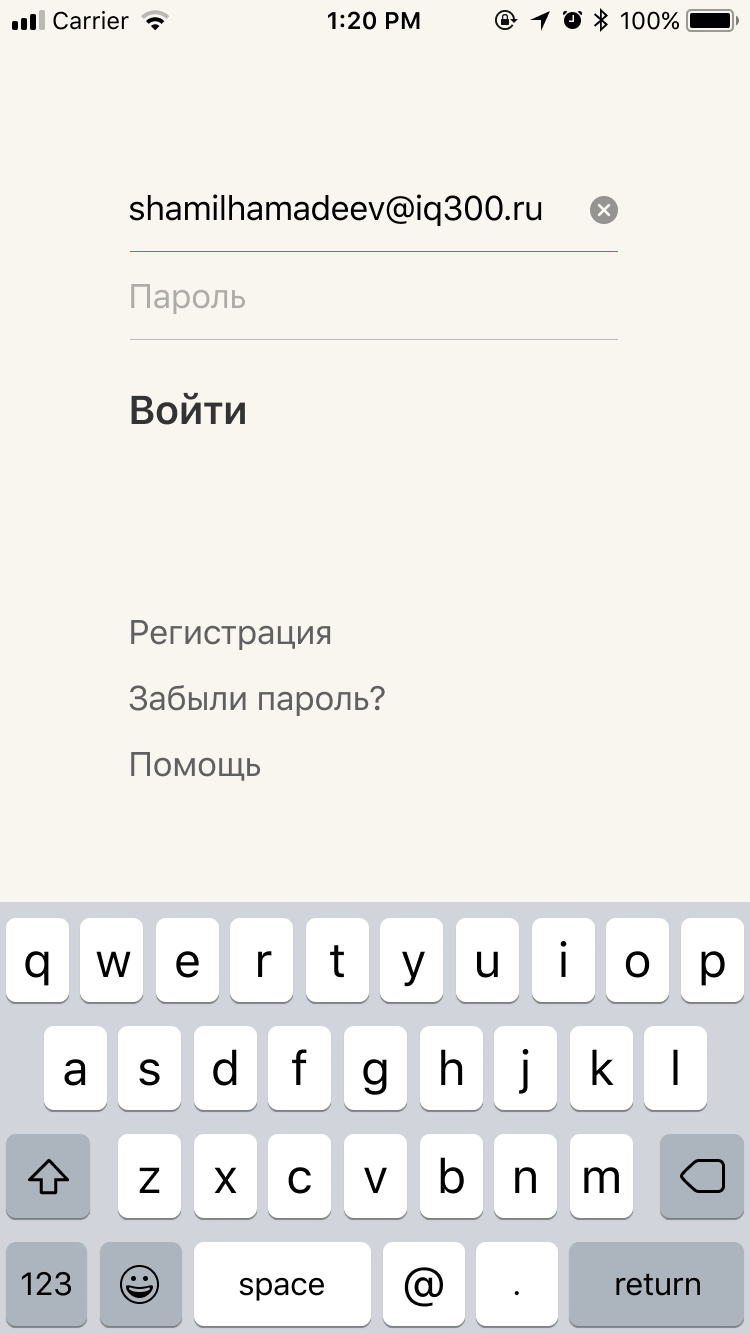 Carrier 1:20 PM 100%
shamilhamadeev@iq300.ru
Пароль
Войти
Регистрация
Забыли пароль?
Помощь
q w e r t y u i o p
a s d f g h j k l
z x c v b n m
123 space @ . return